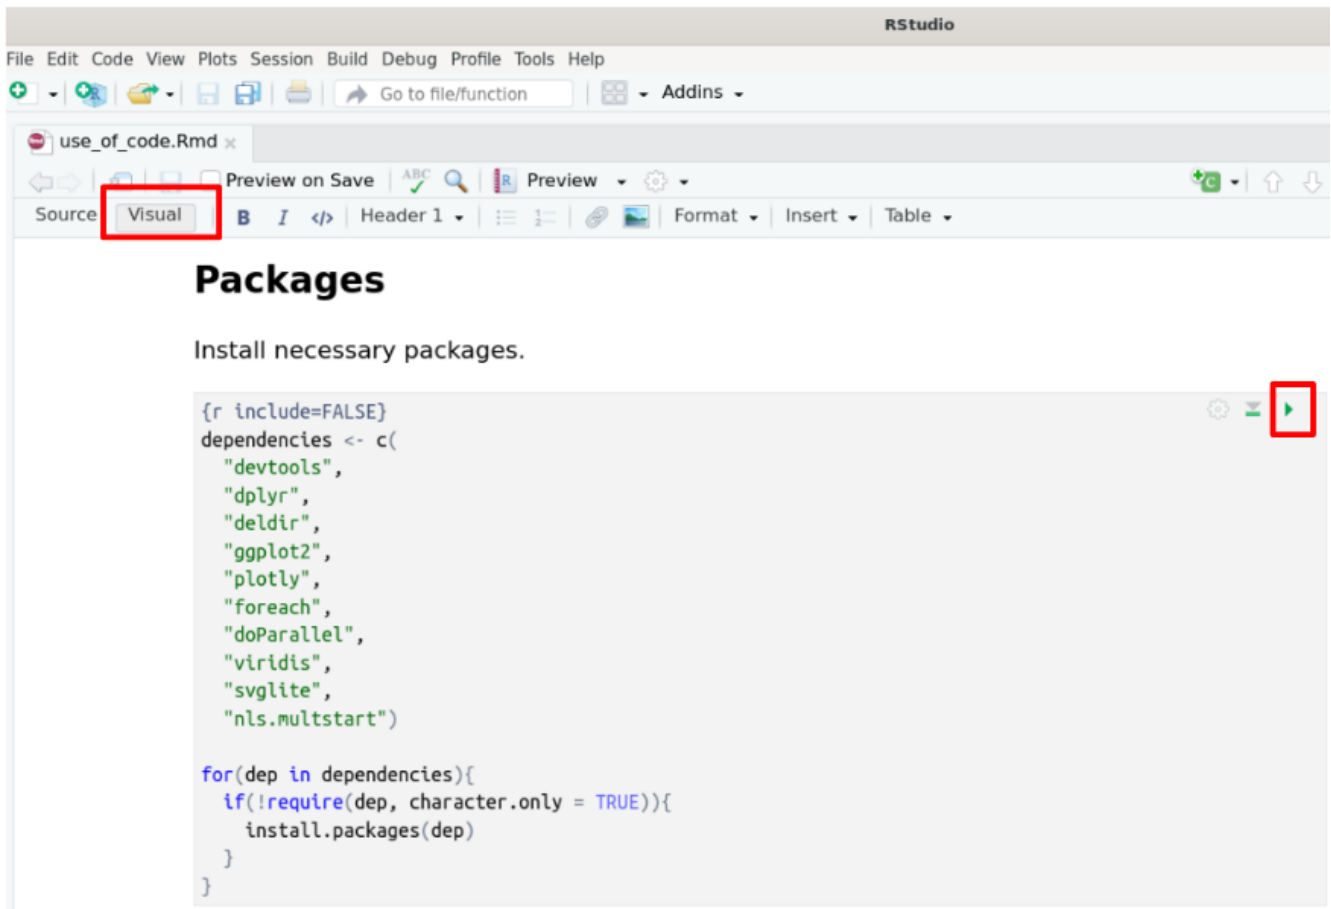 RStudio
File Edit Code View Plots Session Build Debug Profile Tools Help
Go to file/function Addins
use_of_code.Rmd
Preview on Save ABC Preview
Source Visual B I </> Header 1 Format Insert Table
Packages
Install necessary packages.
{r include=FALSE}
dependencies <- c(
  "devtools",
  "dplyr",
  "deldir",
  "ggplot2",
  "plotly",
  "foreach",
  "doParallel",
  "viridis",
  "svglite",
  "nls.multstart")
for(dep in dependencies){
  if(!require(dep, character.only = TRUE)){
    install.packages(dep)
  }
}